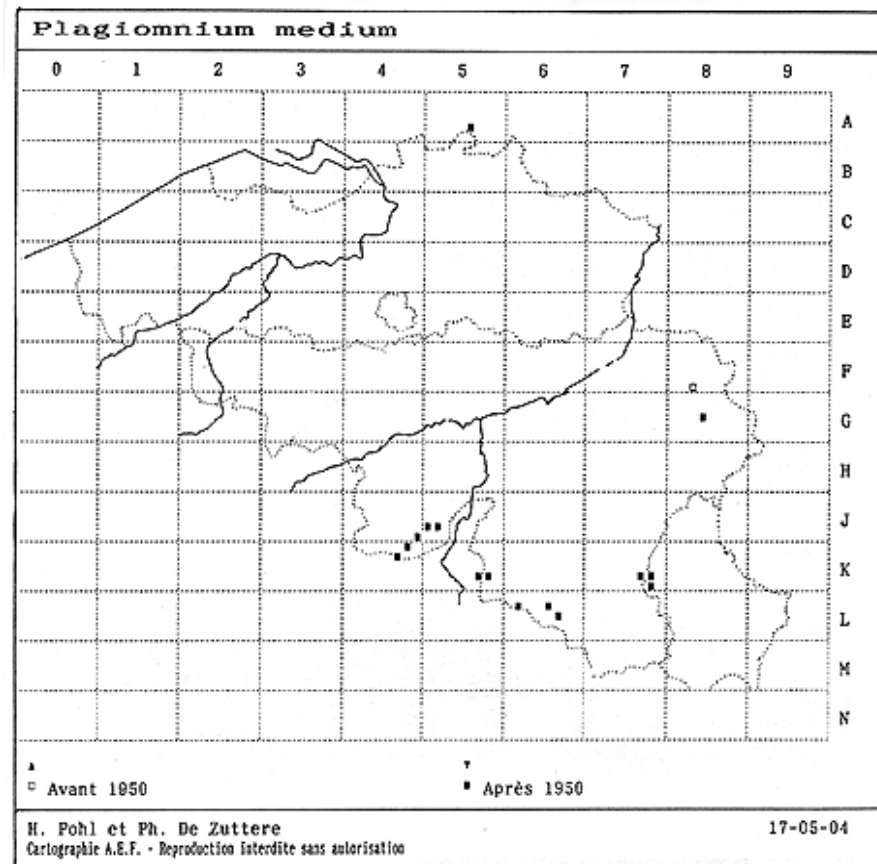 Plagiomnium medium
0 1 2 3 4 5 6 7 8 9
A
B
C
D
E
F
G
H
J
K
L
M
N
Avant 1950
Après 1950
H. Pohl et Ph. De Zuttere 17-05-04
Cartographie A.E.F. - Reproduction interdite sans autorisation